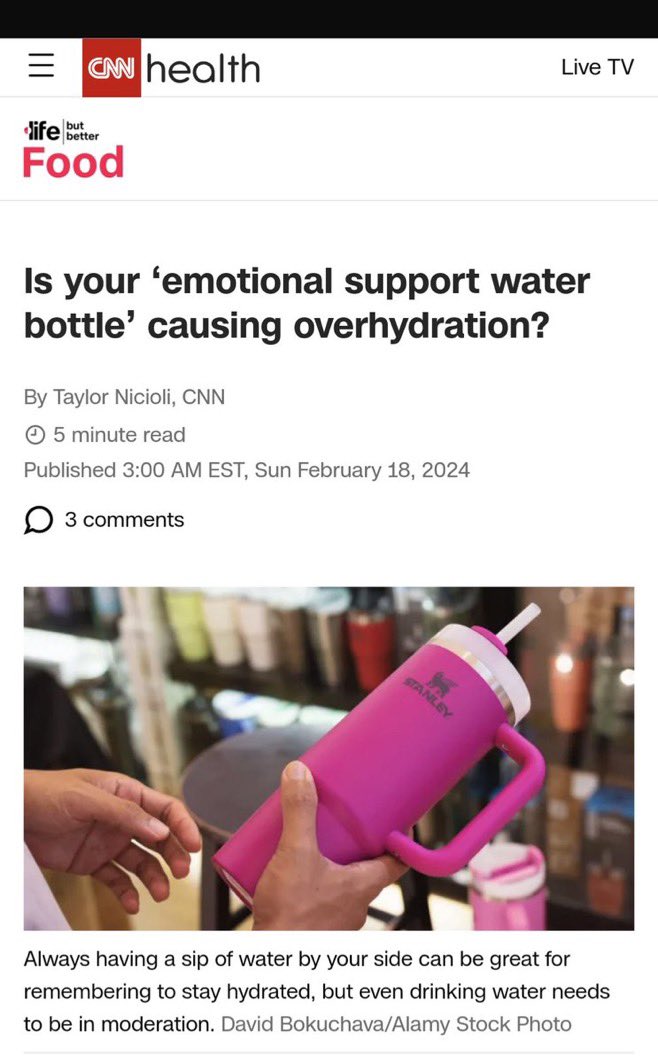 CNN health
Live TV
life but better
Food
Is your ‘emotional support water
bottle’ causing overhydration?
By Taylor Nicioli, CNN
5 minute read
Published 3:00 AM EST, Sun February 18, 2024
3 comments
STANLEY
Always having a sip of water by your side can be great for
remembering to stay hydrated, but even drinking water needs
to be in moderation. David Bokuchava/Alamy Stock Photo